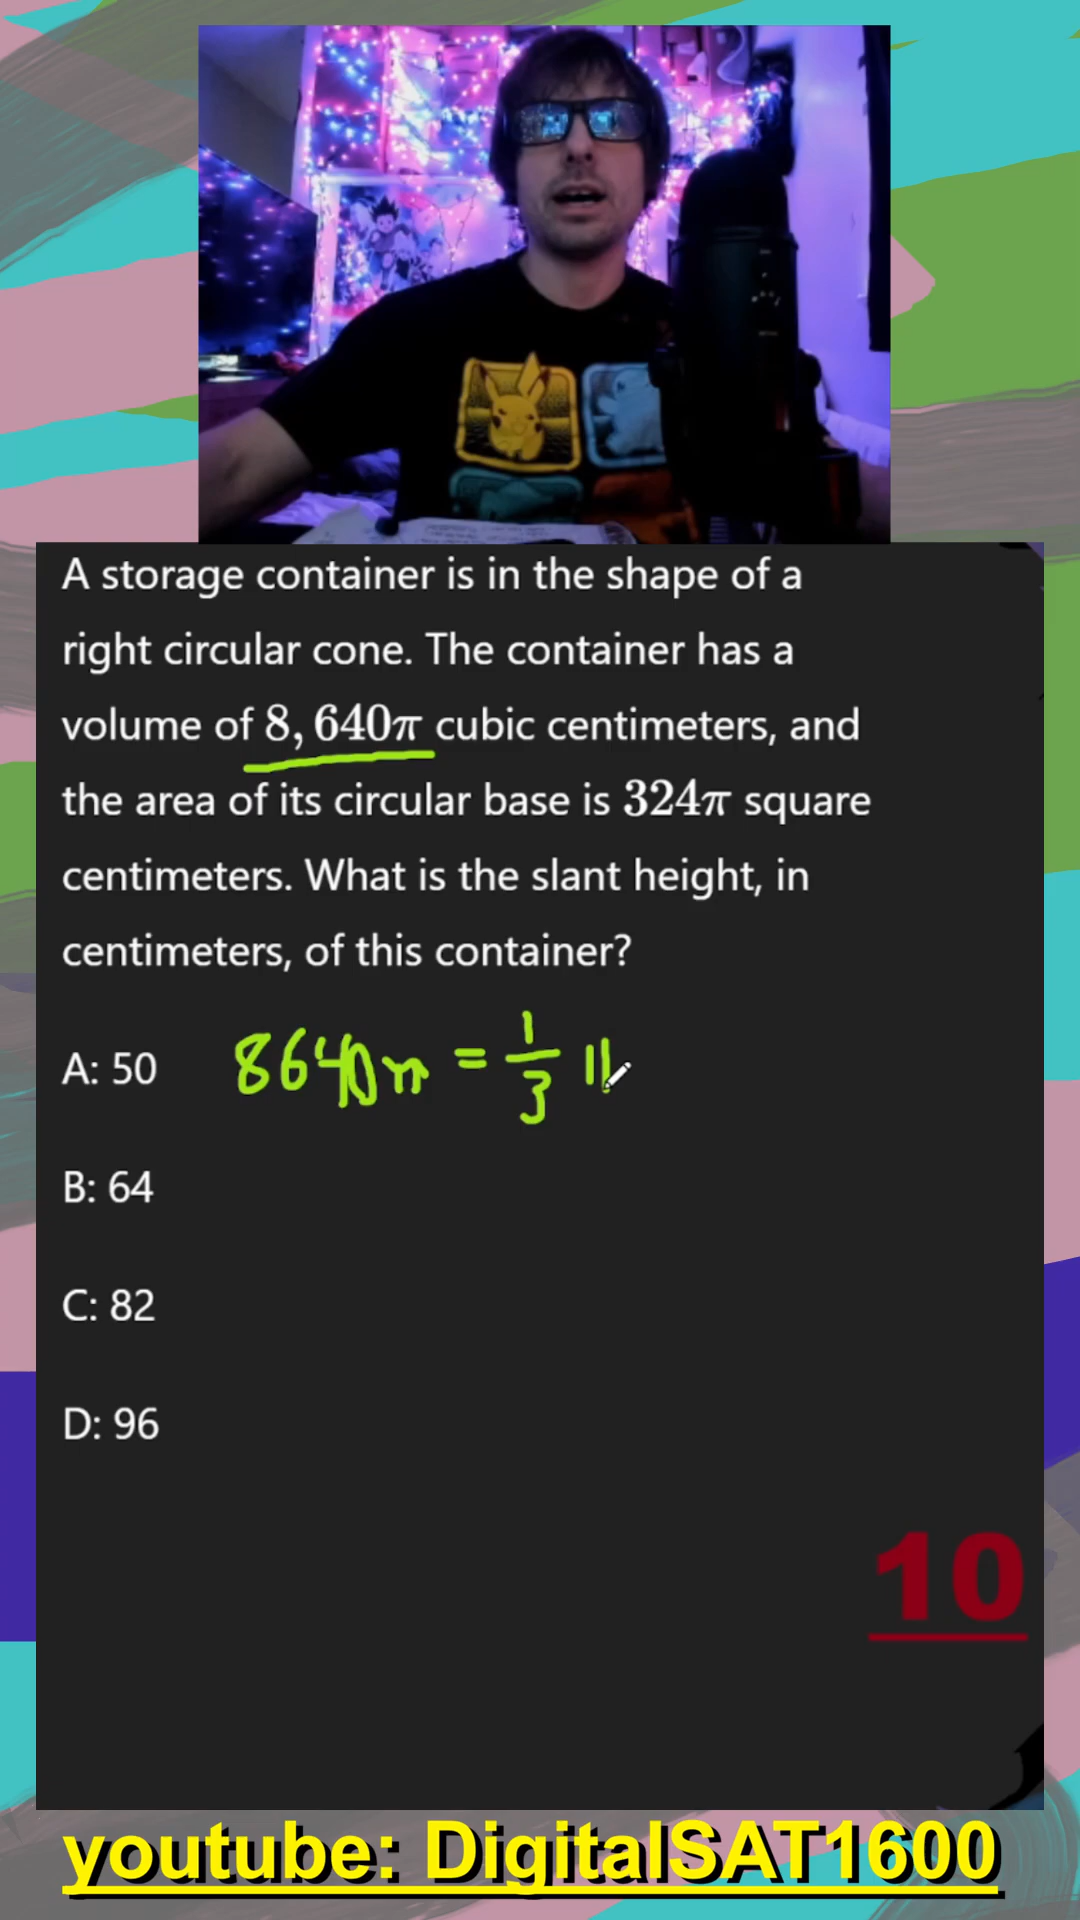 A storage container is in the shape of a
right circular cone. The container has a
volume of 8,640π cubic centimeters, and
the area of its circular base is 324π square
centimeters. What is the slant height, in
centimeters, of this container?
A: 50
8640π = 1/3 π
B: 64
C: 82
D: 96
10
youtube: DigitalSAT1600